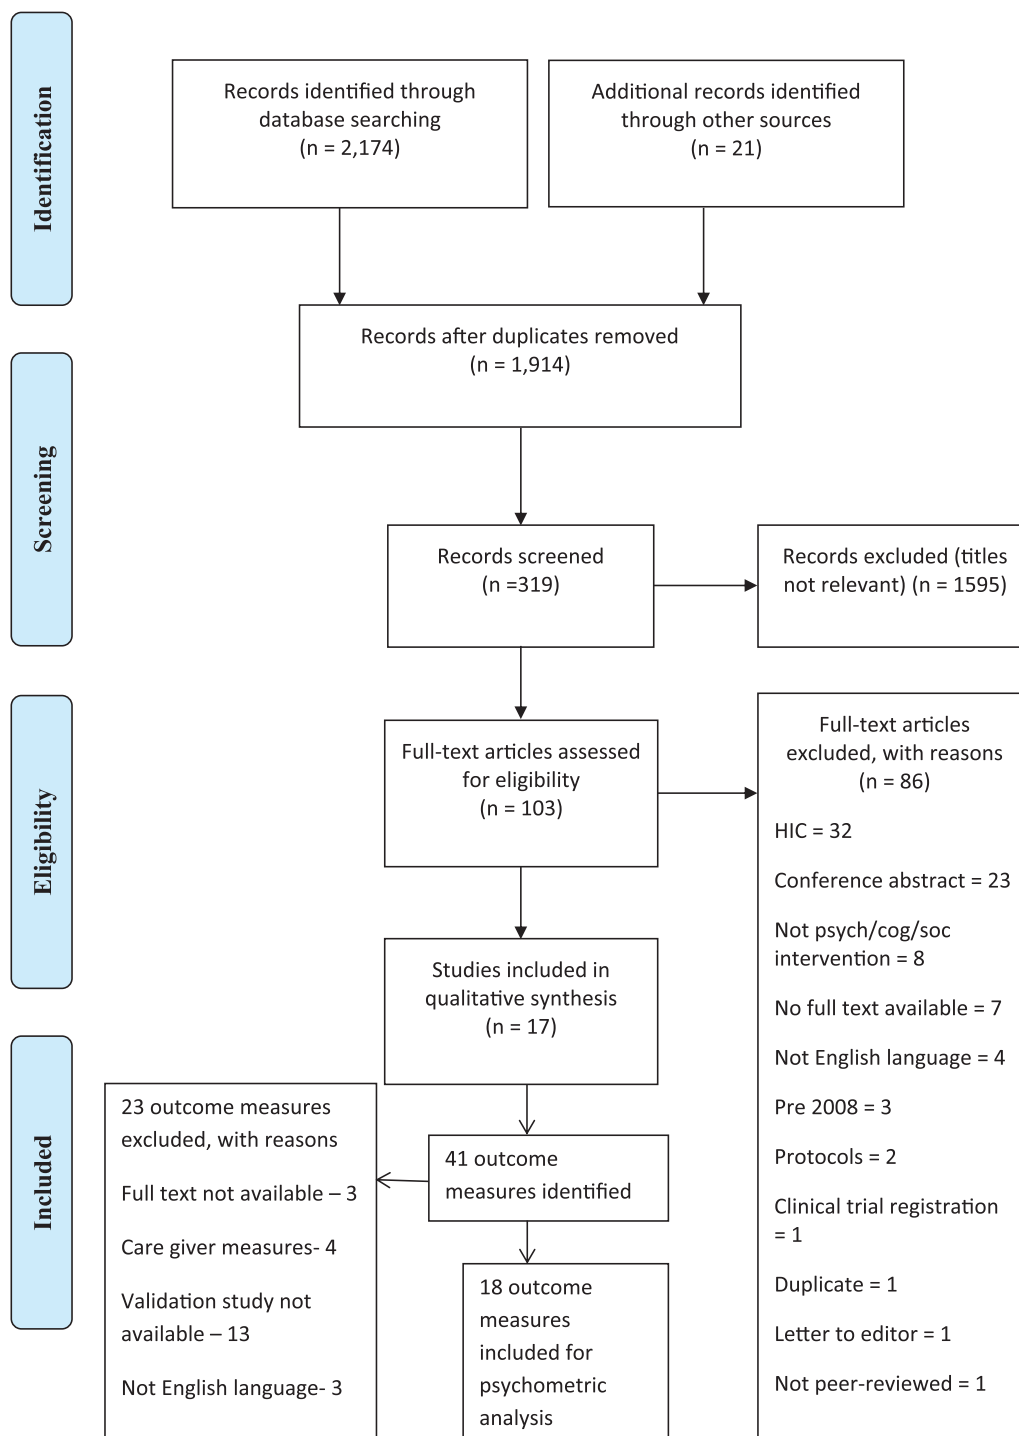 Identification
Records identified through
database searching
(n = 2,174)
Additional records identified
through other sources
(n = 21)
Records after duplicates removed
(n = 1,914)
Screening
Records screened
(n =319)
Records excluded (titles
not relevant) (n = 1595)
Eligibility
Full-text articles assessed
for eligibility
(n = 103)
Full-text articles
excluded, with reasons
(n = 86)
HIC = 32
Conference abstract = 23
Not psych/cog/soc
intervention = 8
No full text available = 7
Not English language = 4
Pre 2008 = 3
Protocols = 2
Clinical trial registration
= 1
Duplicate = 1
Letter to editor = 1
Not peer-reviewed = 1
Studies included in
qualitative synthesis
(n = 17)
Included
41 outcome
measures identified
23 outcome measures
excluded, with reasons
Full text not available – 3
Care giver measures- 4
Validation study not
available – 13
Not English language- 3
18 outcome
measures
included for
psychometric
analysis